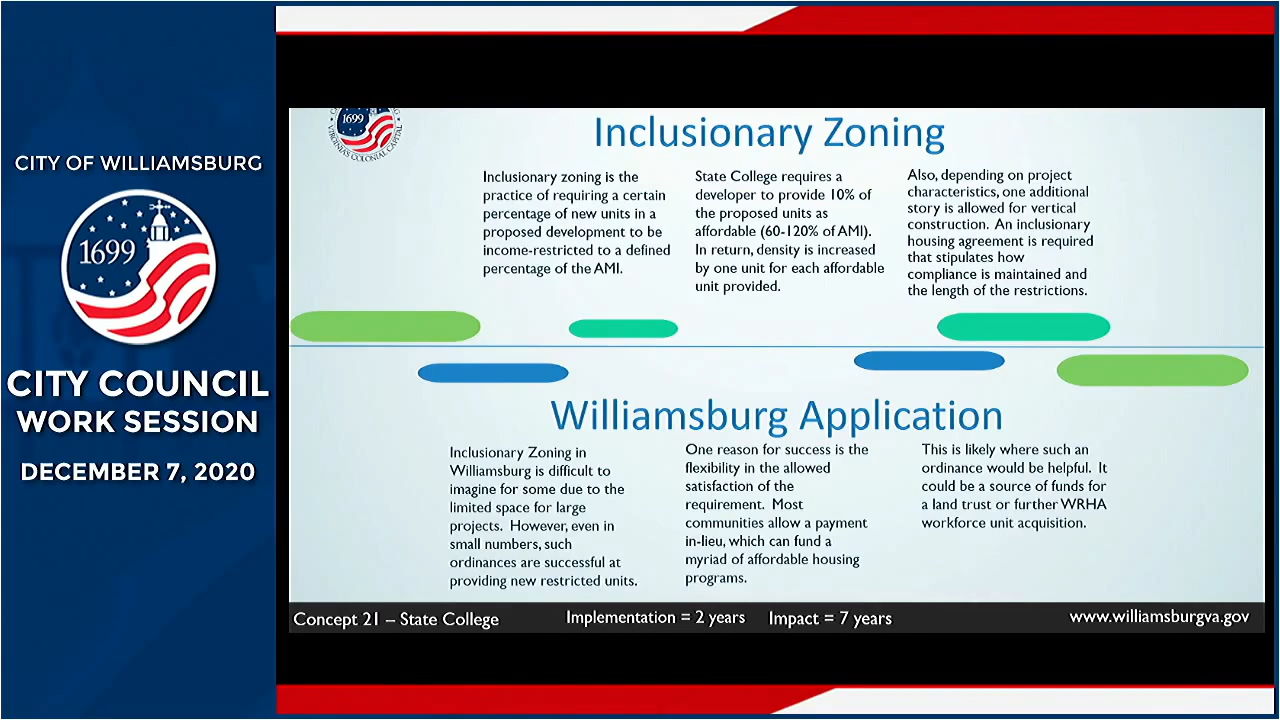 CITY OF WILLIAMSBURG
1699
CITY COUNCIL
WORK SESSION
DECEMBER 7, 2020
1699
VIRGINIA'S COLONIAL CAPITAL
Inclusionary Zoning
Inclusionary zoning is the
practice of requiring a certain
percentage of new units in a
proposed development to be
income-restricted to a defined
percentage of the AMI.
State College requires a
developer to provide 10% of
the proposed units as
affordable (60-120% of AMI).
In return, density is increased
by one unit for each affordable
unit provided.
Also, depending on project
characteristics, one additional
story is allowed for vertical
construction. An inclusionary
housing agreement is required
that stipulates how
compliance is maintained and
the length of the restrictions.
Williamsburg Application
Inclusionary Zoning in
Williamsburg is difficult to
imagine for some due to the
limited space for large
projects. However, even in
small numbers, such
ordinances are successful at
providing new restricted units.
One reason for success is the
flexibility in the allowed
satisfaction of the
requirement. Most
communities allow a payment
in-lieu, which can fund a
myriad of affordable housing
programs.
This is likely where such an
ordinance would be helpful. It
could be a source of funds for
a land trust or further WRHA
workforce unit acquisition.
Concept 21 – State College
Implementation = 2 years
Impact = 7 years
www.williamsburgva.gov